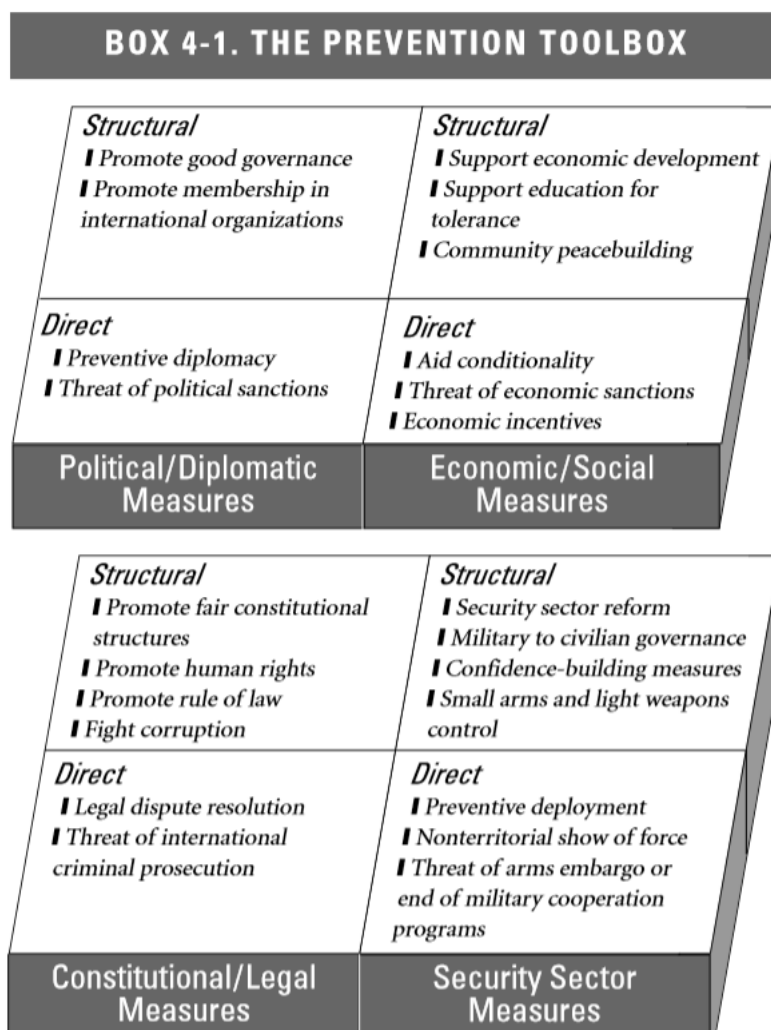 BOX 4-1. THE PREVENTION TOOLBOX
Structural
Promote good governance
Promote membership in
international organizations
Structural
Support economic development
Support education for
tolerance
Community peacebuilding
Direct
Preventive diplomacy
Threat of political sanctions
Direct
Aid conditionality
Threat of economic sanctions
Economic incentives
Political/Diplomatic
Measures
Economic/Social
Measures
Structural
Promote fair constitutional
structures
Promote human rights
Promote rule of law
Fight corruption
Structural
Security sector reform
Military to civilian governance
Confidence-building measures
Small arms and light weapons
control
Direct
Legal dispute resolution
Threat of international
criminal prosecution
Direct
Preventive deployment
Nonterritorial show of force
Threat of arms embargo or
end of military cooperation
programs
Constitutional/Legal
Measures
Security Sector
Measures